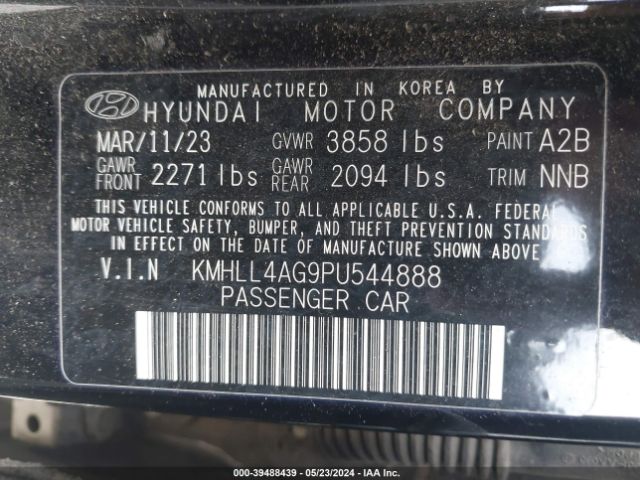 MANUFACTURED IN KOREA BY
HYUNDAI MOTOR COMPANY
MAR/11/23 GVWR 3858 lbs PAINT A2B
GAWR FRONT 2271 lbs GAWR REAR 2094 lbs TRIM NNB
THIS VEHICLE CONFORMS TO ALL APPLICABLE U.S.A. FEDERAL
MOTOR VEHICLE SAFETY, BUMPER, AND THEFT PREVENTION STANDARDS
IN EFFECT ON THE DATE OF MANUFACTURE SHOWN ABOVE
V.I.N KMHLL4AG9PU544888
PASSENGER CAR
000-39488439 - 05/23/2024 - IAA Inc.